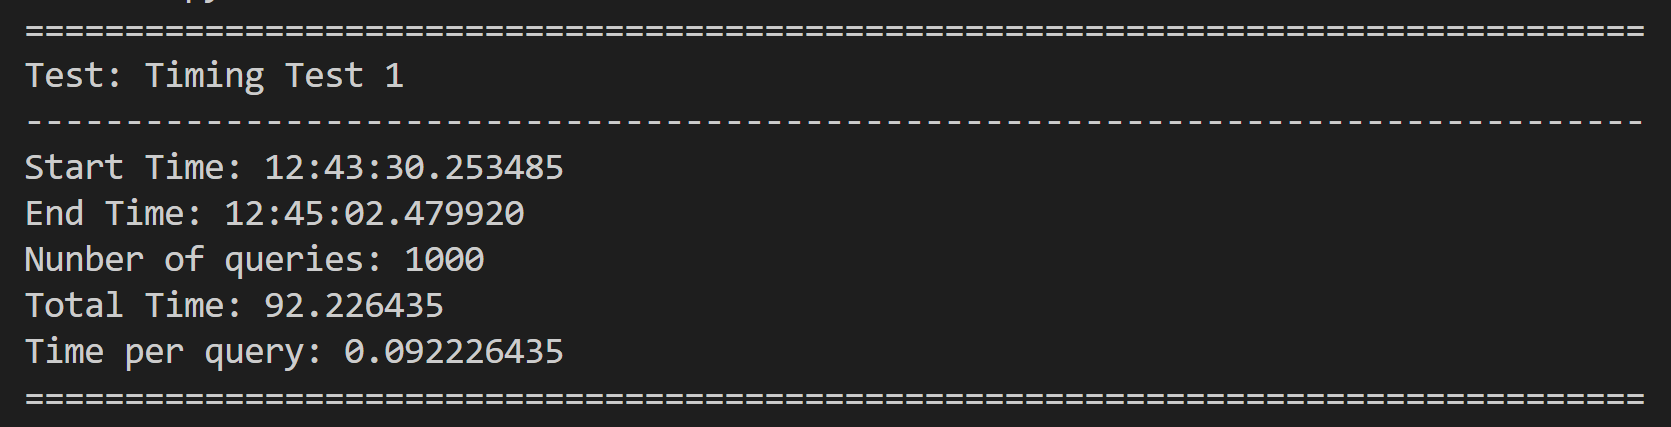 ================================================================================
Test: Timing Test 1
--------------------------------------------------------------------------------
Start Time: 12:43:30.253485
End Time: 12:45:02.479920
Nunber of queries: 1000
Total Time: 92.226435
Time per query: 0.092226435
================================================================================